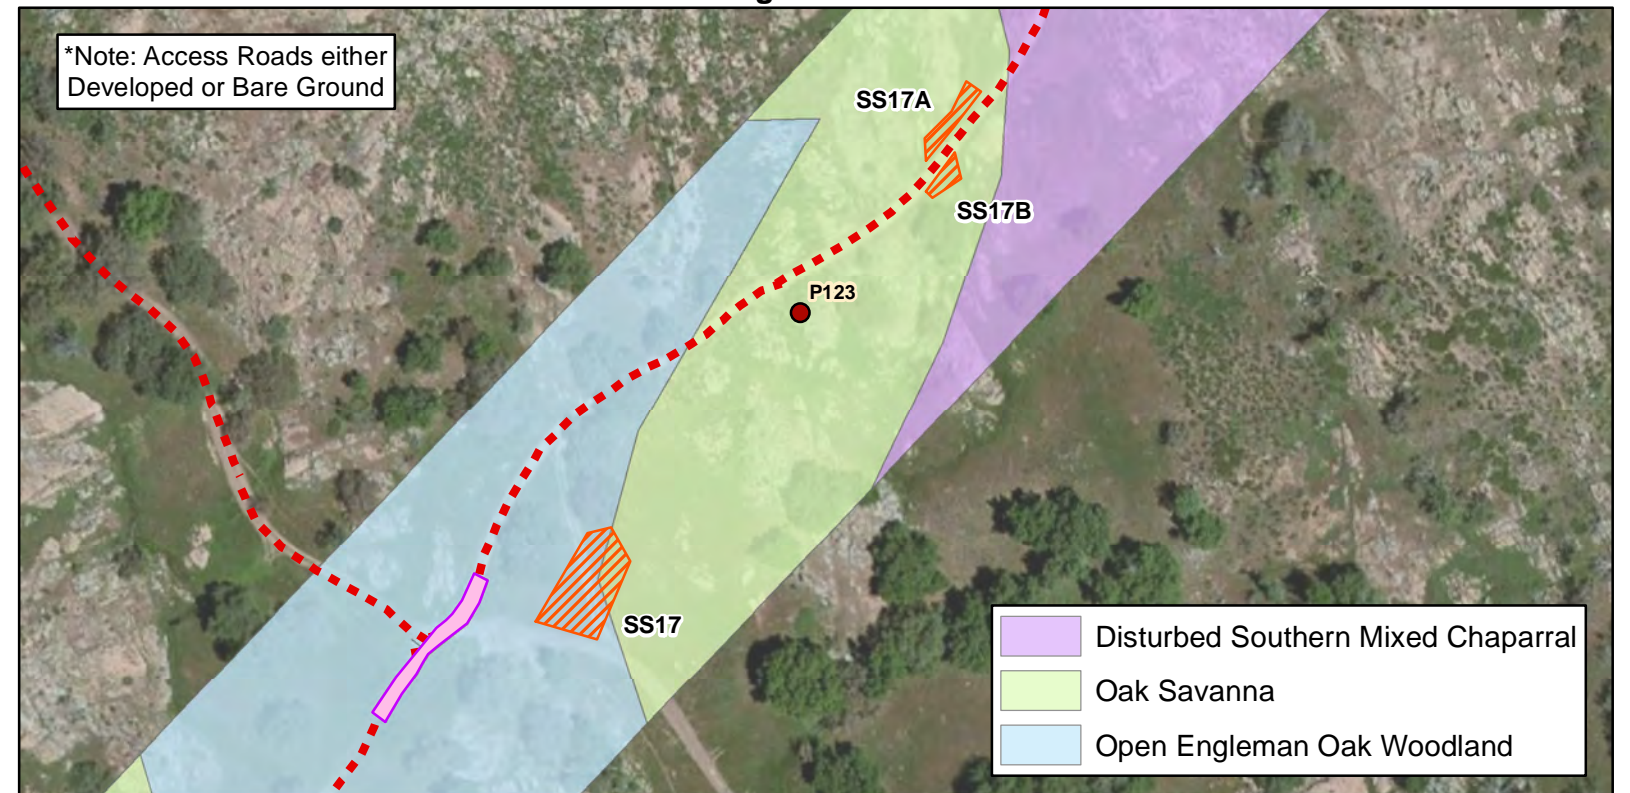 *Note: Access Roads either
Developed or Bare Ground
SS17A
SS17B
P123
SS17
Disturbed Southern Mixed Chaparral
Oak Savanna
Open Engleman Oak Woodland